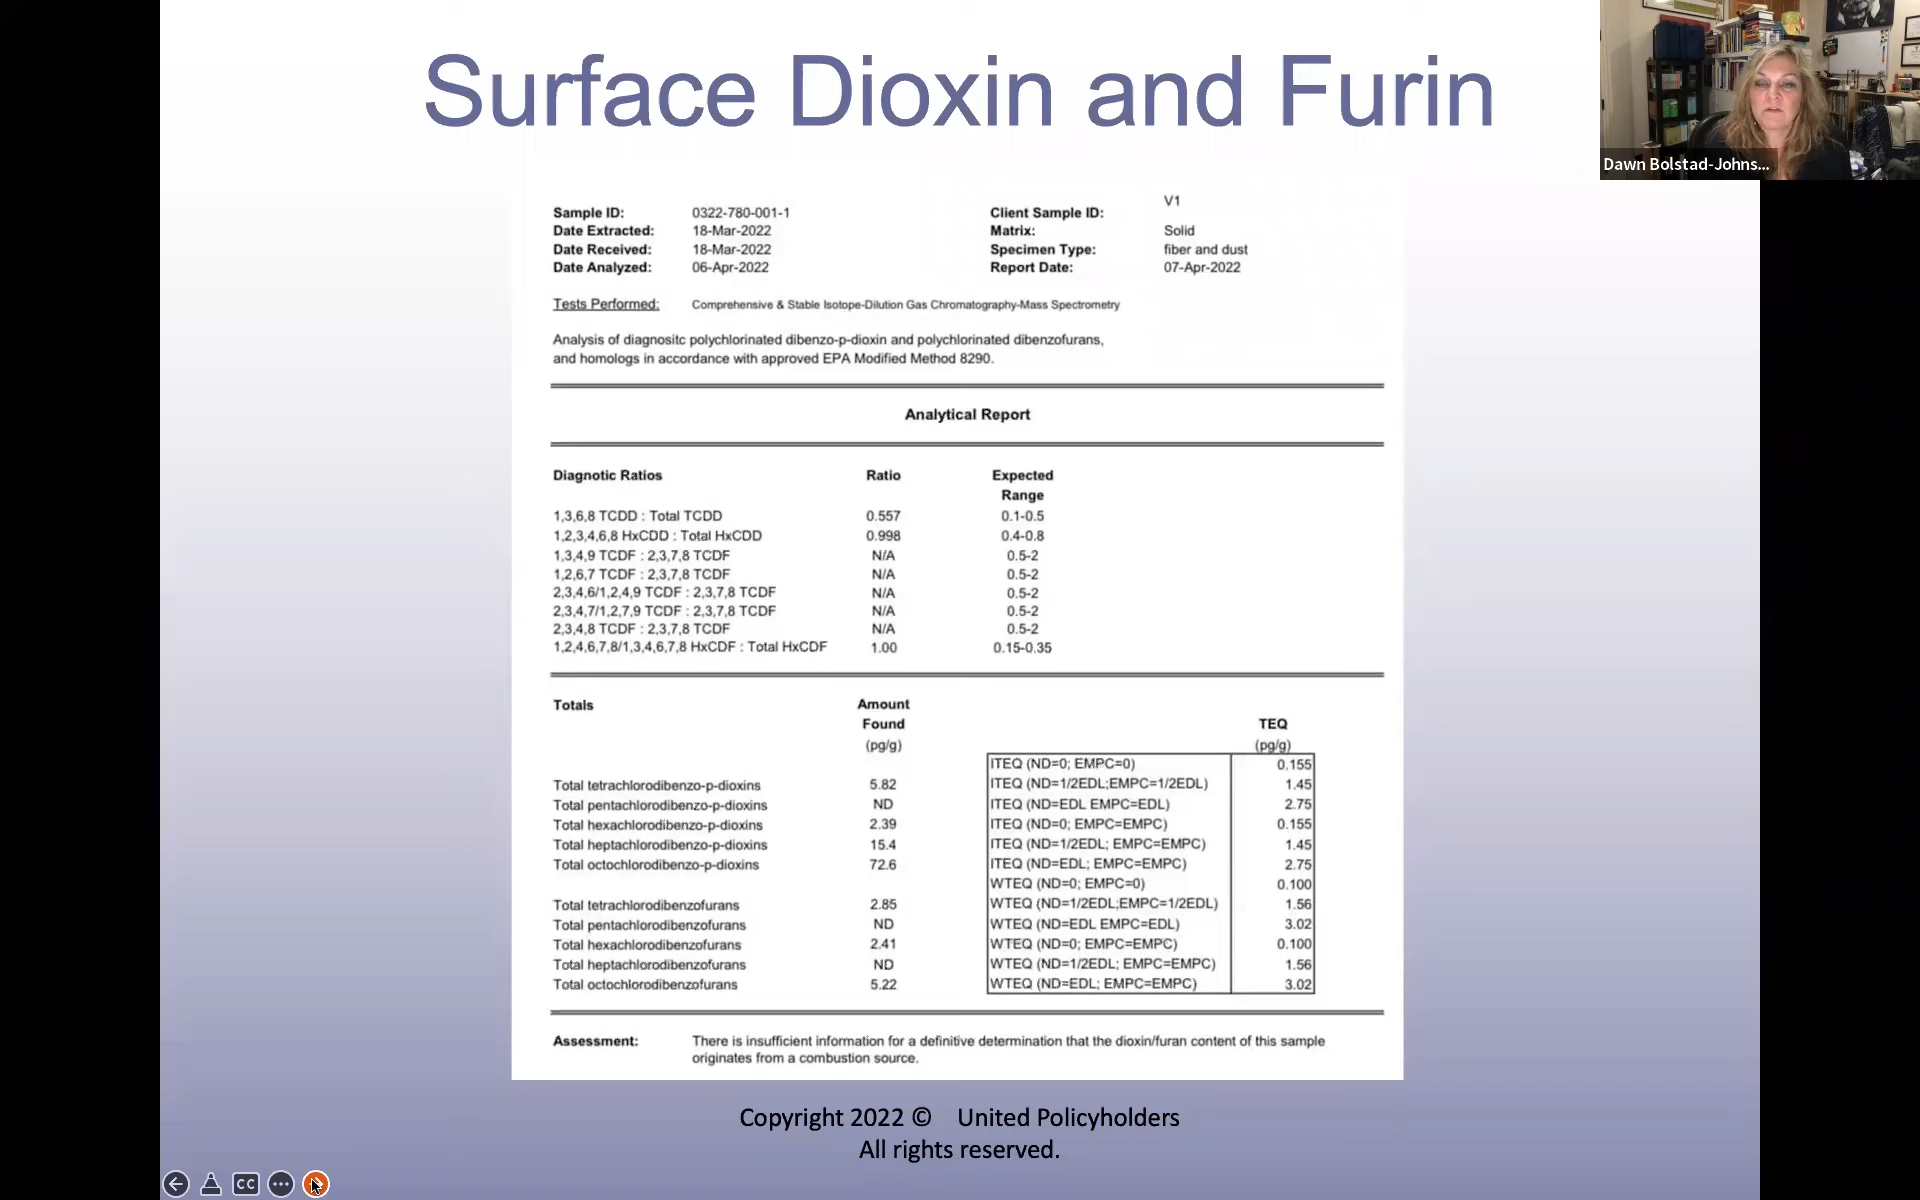 Surface Dioxin and Furin
Dawn Bolstad-Johns...
Sample ID: 0322-780-001-1 Client Sample ID: V1
Date Extracted: 18-Mar-2022 Matrix: Solid
Date Received: 18-Mar-2022 Specimen Type: fiber and dust
Date Analyzed: 06-Apr-2022 Report Date: 07-Apr-2022
Tests Performed: Comprehensive & Stable Isotope-Dilution Gas Chromatography-Mass Spectrometry
Analysis of diagnositc polychlorinated dibenzo-p-dioxin and polychlorinated dibenzofurans,
and homologs in accordance with approved EPA Modified Method 8290.
Analytical Report
Diagnotic Ratios Ratio Expected
Range
1,3,6,8 TCDD : Total TCDD 0.557 0.1-0.5
1,2,3,4,6,8 HxCDD : Total HxCDD 0.998 0.4-0.8
1,3,4,9 TCDF : 2,3,7,8 TCDF N/A 0.5-2
1,2,6,7 TCDF : 2,3,7,8 TCDF N/A 0.5-2
2,3,4,6/1,2,4,9 TCDF : 2,3,7,8 TCDF N/A 0.5-2
2,3,4,7/1,2,7,9 TCDF : 2,3,7,8 TCDF N/A 0.5-2
2,3,4,8 TCDF : 2,3,7,8 TCDF N/A 0.5-2
1,2,4,6,7,8/1,3,4,6,7,8 HxCDF : Total HxCDF 1.00 0.15-0.35
Totals Amount
Found TEQ
(pg/g) (pg/g)
ITEQ (ND=0; EMPC=0) 0.155
Total tetrachlorodibenzo-p-dioxins 5.82 ITEQ (ND=1/2EDL;EMPC=1/2EDL) 1.45
Total pentachlorodibenzo-p-dioxins ND ITEQ (ND=EDL EMPC=EDL) 2.75
Total hexachlorodibenzo-p-dioxins 2.39 ITEQ (ND=0; EMPC=EMPC) 0.155
Total heptachlorodibenzo-p-dioxins 15.4 ITEQ (ND=1/2EDL; EMPC=EMPC) 1.45
Total octochlorodibenzo-p-dioxins 72.6 ITEQ (ND=EDL; EMPC=EMPC) 2.75
WTEQ (ND=0; EMPC=0) 0.100
Total tetrachlorodibenzofurans 2.85 WTEQ (ND=1/2EDL;EMPC=1/2EDL) 1.56
Total pentachlorodibenzofurans ND WTEQ (ND=EDL EMPC=EDL) 3.02
Total hexachlorodibenzofurans 2.41 WTEQ (ND=0; EMPC=EMPC) 0.100
Total heptachlorodibenzofurans ND WTEQ (ND=1/2EDL; EMPC=EMPC) 1.56
Total octochlorodibenzofurans 5.22 WTEQ (ND=EDL; EMPC=EMPC) 3.02
Assessment: There is insufficient information for a definitive determination that the dioxin/furan content of this sample
originates from a combustion source.
Copyright 2022 © United Policyholders
All rights reserved.
CC